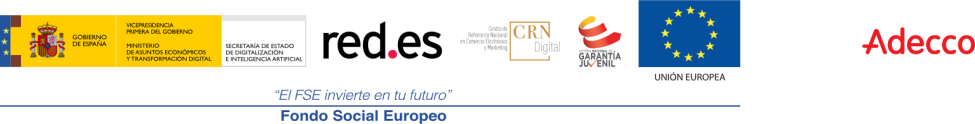 GOBIERNO
DE ESPAÑA
VICEPRESIDENCIA
PRIMERA DEL GOBIERNO
MINISTERIO
DE ASUNTOS ECONÓMICOS
Y TRANSFORMACIÓN DIGITAL
SECRETARÍA DE ESTADO
DE DIGITALIZACIÓN
E INTELIGENCIA ARTIFICIAL
red.es
Centro de
Referencia Nacional
en Comercio Electrónico
y Marketing
CRN
Digital
GARANTÍA
JUVENIL
UNIÓN EUROPEA
Adecco
“El FSE invierte en tu futuro”
Fondo Social Europeo